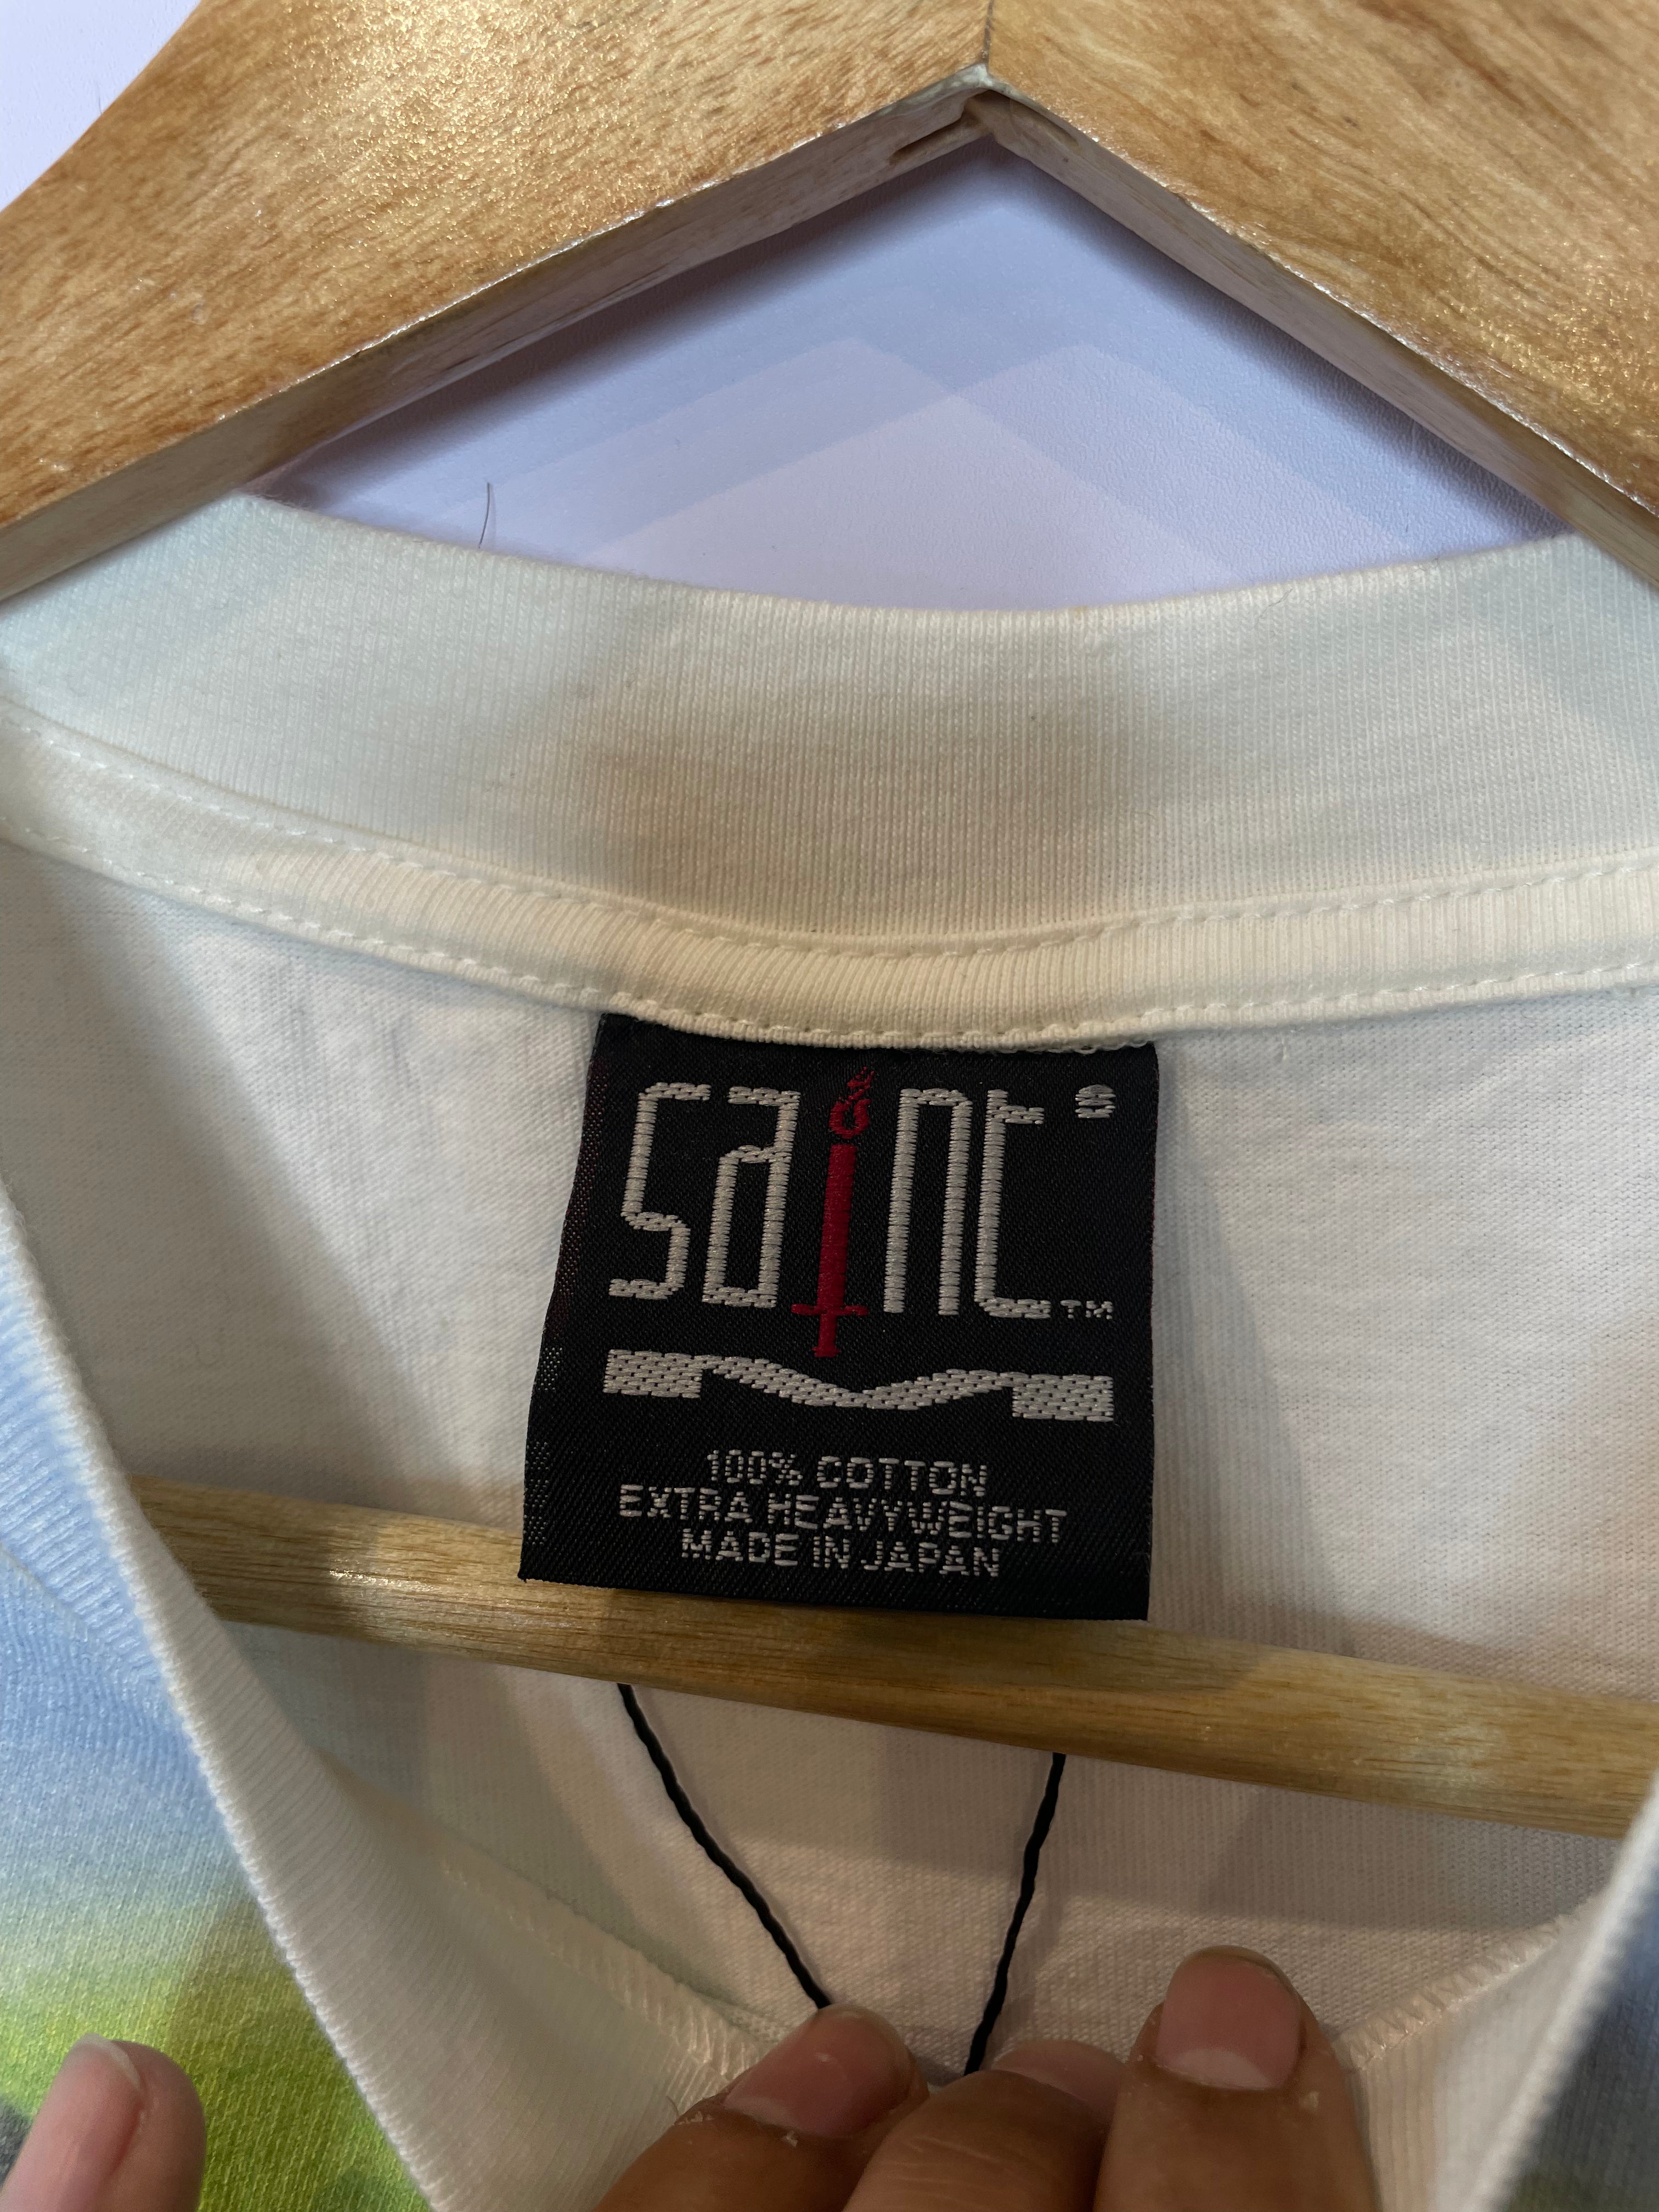 saint S
TM
100% COTTON
EXTRA HEAVYWEIGHT
MADE IN JAPAN